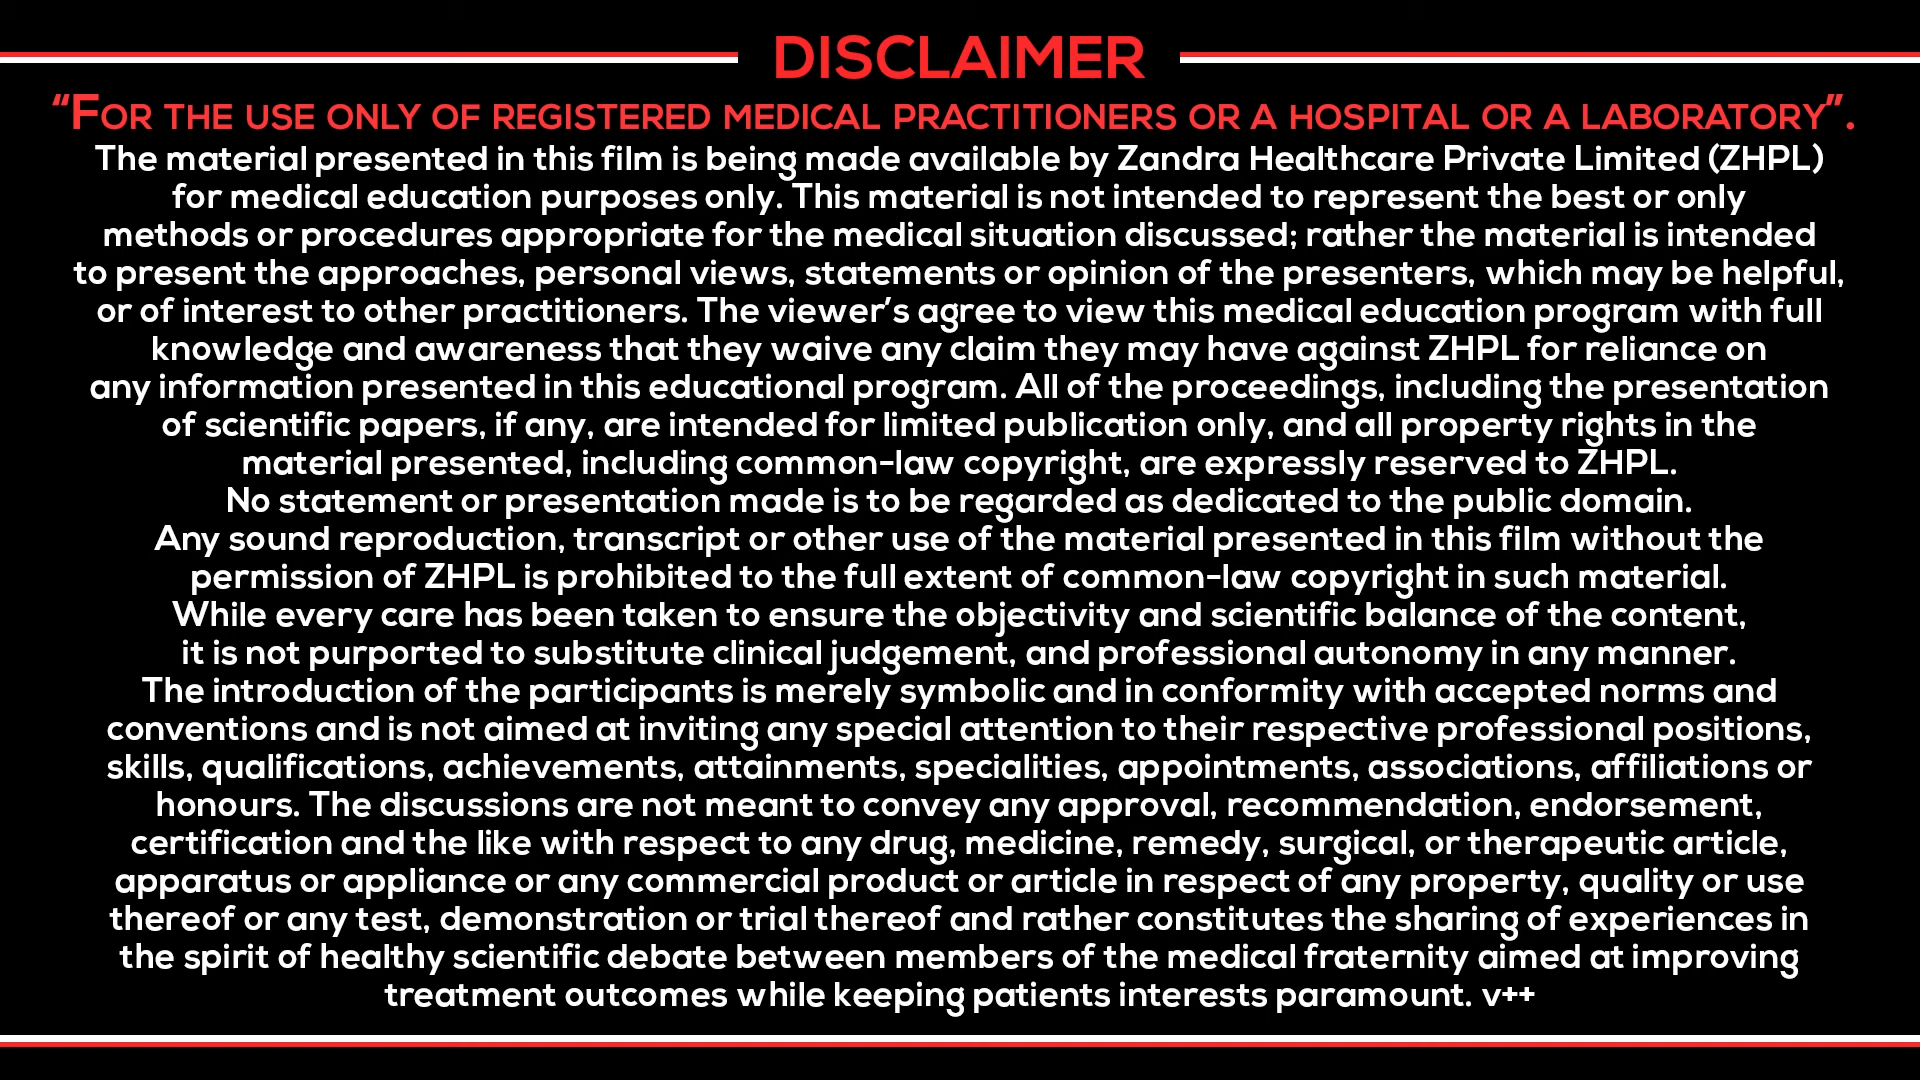 DISCLAIMER
“FOR THE USE ONLY OF REGISTERED MEDICAL PRACTITIONERS OR A HOSPITAL OR A LABORATORY”.
The material presented in this film is being made available by Zandra Healthcare Private Limited (ZHPL)
for medical education purposes only. This material is not intended to represent the best or only
methods or procedures appropriate for the medical situation discussed; rather the material is intended
to present the approaches, personal views, statements or opinion of the presenters, which may be helpful,
or of interest to other practitioners. The viewer’s agree to view this medical education program with full
knowledge and awareness that they waive any claim they may have against ZHPL for reliance on
any information presented in this educational program. All of the proceedings, including the presentation
of scientific papers, if any, are intended for limited publication only, and all property rights in the
material presented, including common-law copyright, are expressly reserved to ZHPL.
No statement or presentation made is to be regarded as dedicated to the public domain.
Any sound reproduction, transcript or other use of the material presented in this film without the
permission of ZHPL is prohibited to the full extent of common-law copyright in such material.
While every care has been taken to ensure the objectivity and scientific balance of the content,
it is not purported to substitute clinical judgement, and professional autonomy in any manner.
The introduction of the participants is merely symbolic and in conformity with accepted norms and
conventions and is not aimed at inviting any special attention to their respective professional positions,
skills, qualifications, achievements, attainments, specialities, appointments, associations, affiliations or
honours. The discussions are not meant to convey any approval, recommendation, endorsement,
certification and the like with respect to any drug, medicine, remedy, surgical, or therapeutic article,
apparatus or appliance or any commercial product or article in respect of any property, quality or use
thereof or any test, demonstration or trial thereof and rather constitutes the sharing of experiences in
the spirit of healthy scientific debate between members of the medical fraternity aimed at improving
treatment outcomes while keeping patients interests paramount. v++